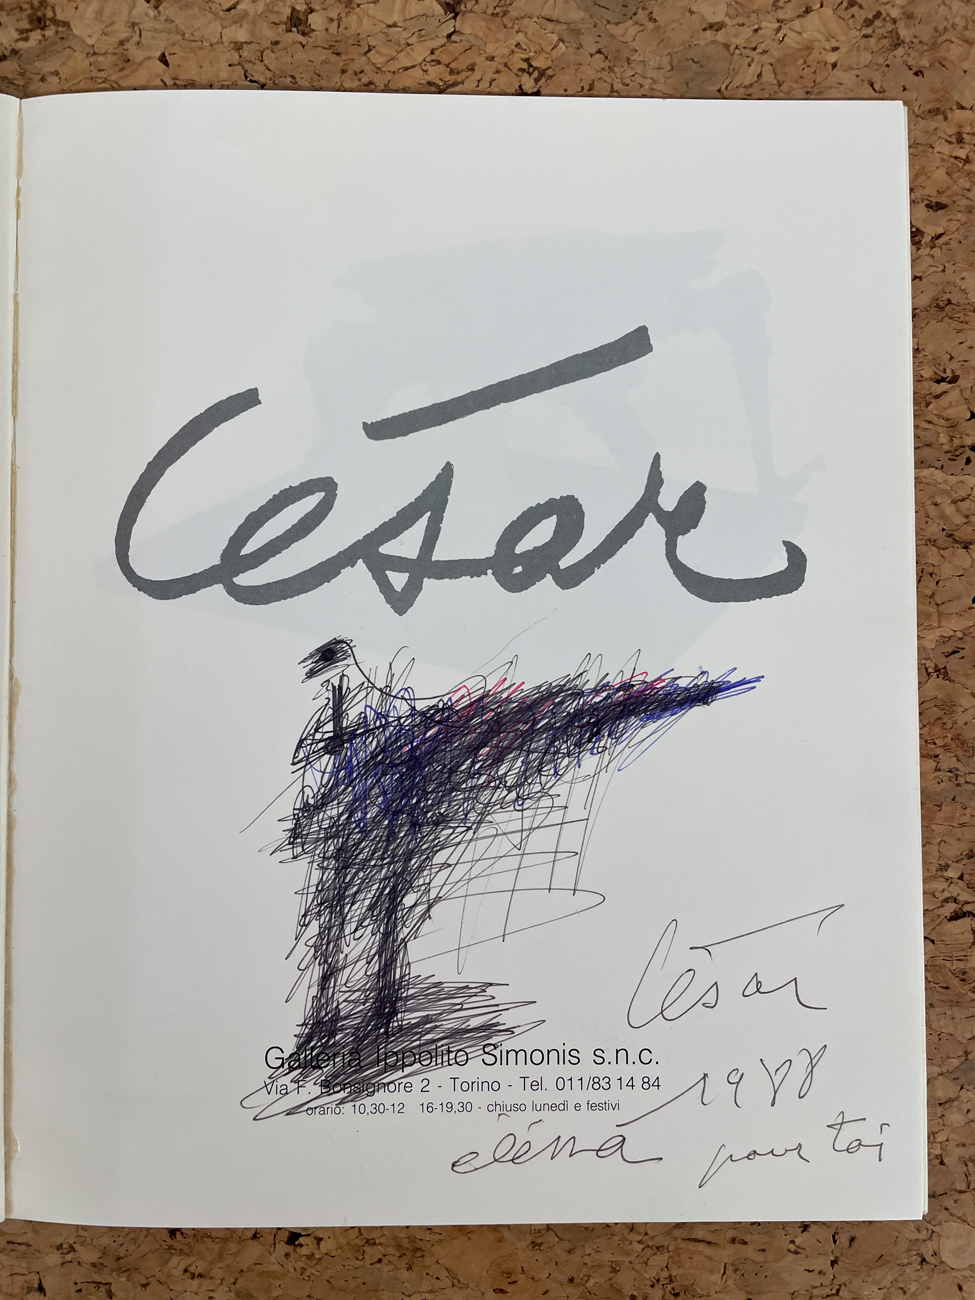 César
Galleria Ippolito Simonis s.n.c.
Via F. Bonsignore 2 - Torino - Tel. 011/83 14 84
orario: 10,30-12 16-19,30 - chiuso lunedì e festivi
César
1988
pour toi